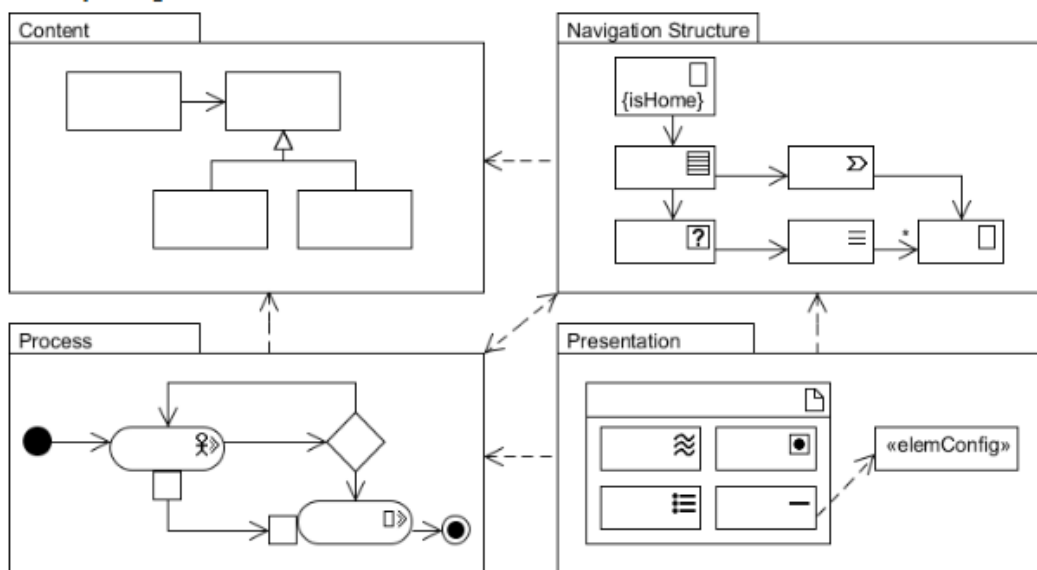 Content
Navigation Structure
{isHome}
?
*
Process
Presentation
«elemConfig»